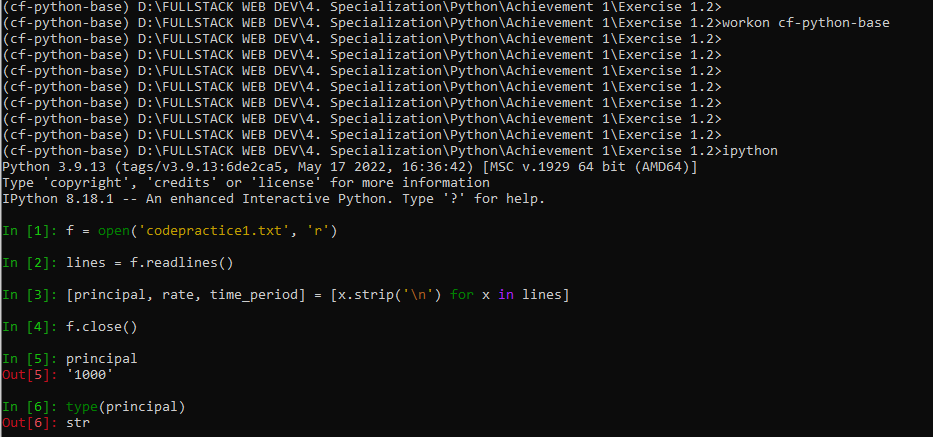 (cf-python-base) D:\FULLSTACK WEB DEV\4. Specialization\Python\Achievement 1\Exercise 1.2>
(cf-python-base) D:\FULLSTACK WEB DEV\4. Specialization\Python\Achievement 1\Exercise 1.2>workon cf-python-base
(cf-python-base) D:\FULLSTACK WEB DEV\4. Specialization\Python\Achievement 1\Exercise 1.2>
(cf-python-base) D:\FULLSTACK WEB DEV\4. Specialization\Python\Achievement 1\Exercise 1.2>
(cf-python-base) D:\FULLSTACK WEB DEV\4. Specialization\Python\Achievement 1\Exercise 1.2>
(cf-python-base) D:\FULLSTACK WEB DEV\4. Specialization\Python\Achievement 1\Exercise 1.2>
(cf-python-base) D:\FULLSTACK WEB DEV\4. Specialization\Python\Achievement 1\Exercise 1.2>
(cf-python-base) D:\FULLSTACK WEB DEV\4. Specialization\Python\Achievement 1\Exercise 1.2>
(cf-python-base) D:\FULLSTACK WEB DEV\4. Specialization\Python\Achievement 1\Exercise 1.2>
(cf-python-base) D:\FULLSTACK WEB DEV\4. Specialization\Python\Achievement 1\Exercise 1.2>ipython
Python 3.9.13 (tags/v3.9.13:6de2ca5, May 17 2022, 16:36:42) [MSC v.1929 64 bit (AMD64)]
Type 'copyright', 'credits' or 'license' for more information
IPython 8.18.1 -- An enhanced Interactive Python. Type '?' for help.
In [1]: f = open('codepractice1.txt', 'r')
In [2]: lines = f.readlines()
In [3]: [principal, rate, time_period] = [x.strip('\n') for x in lines]
In [4]: f.close()
In [5]: principal
Out[5]: '1000'
In [6]: type(principal)
Out[6]: str